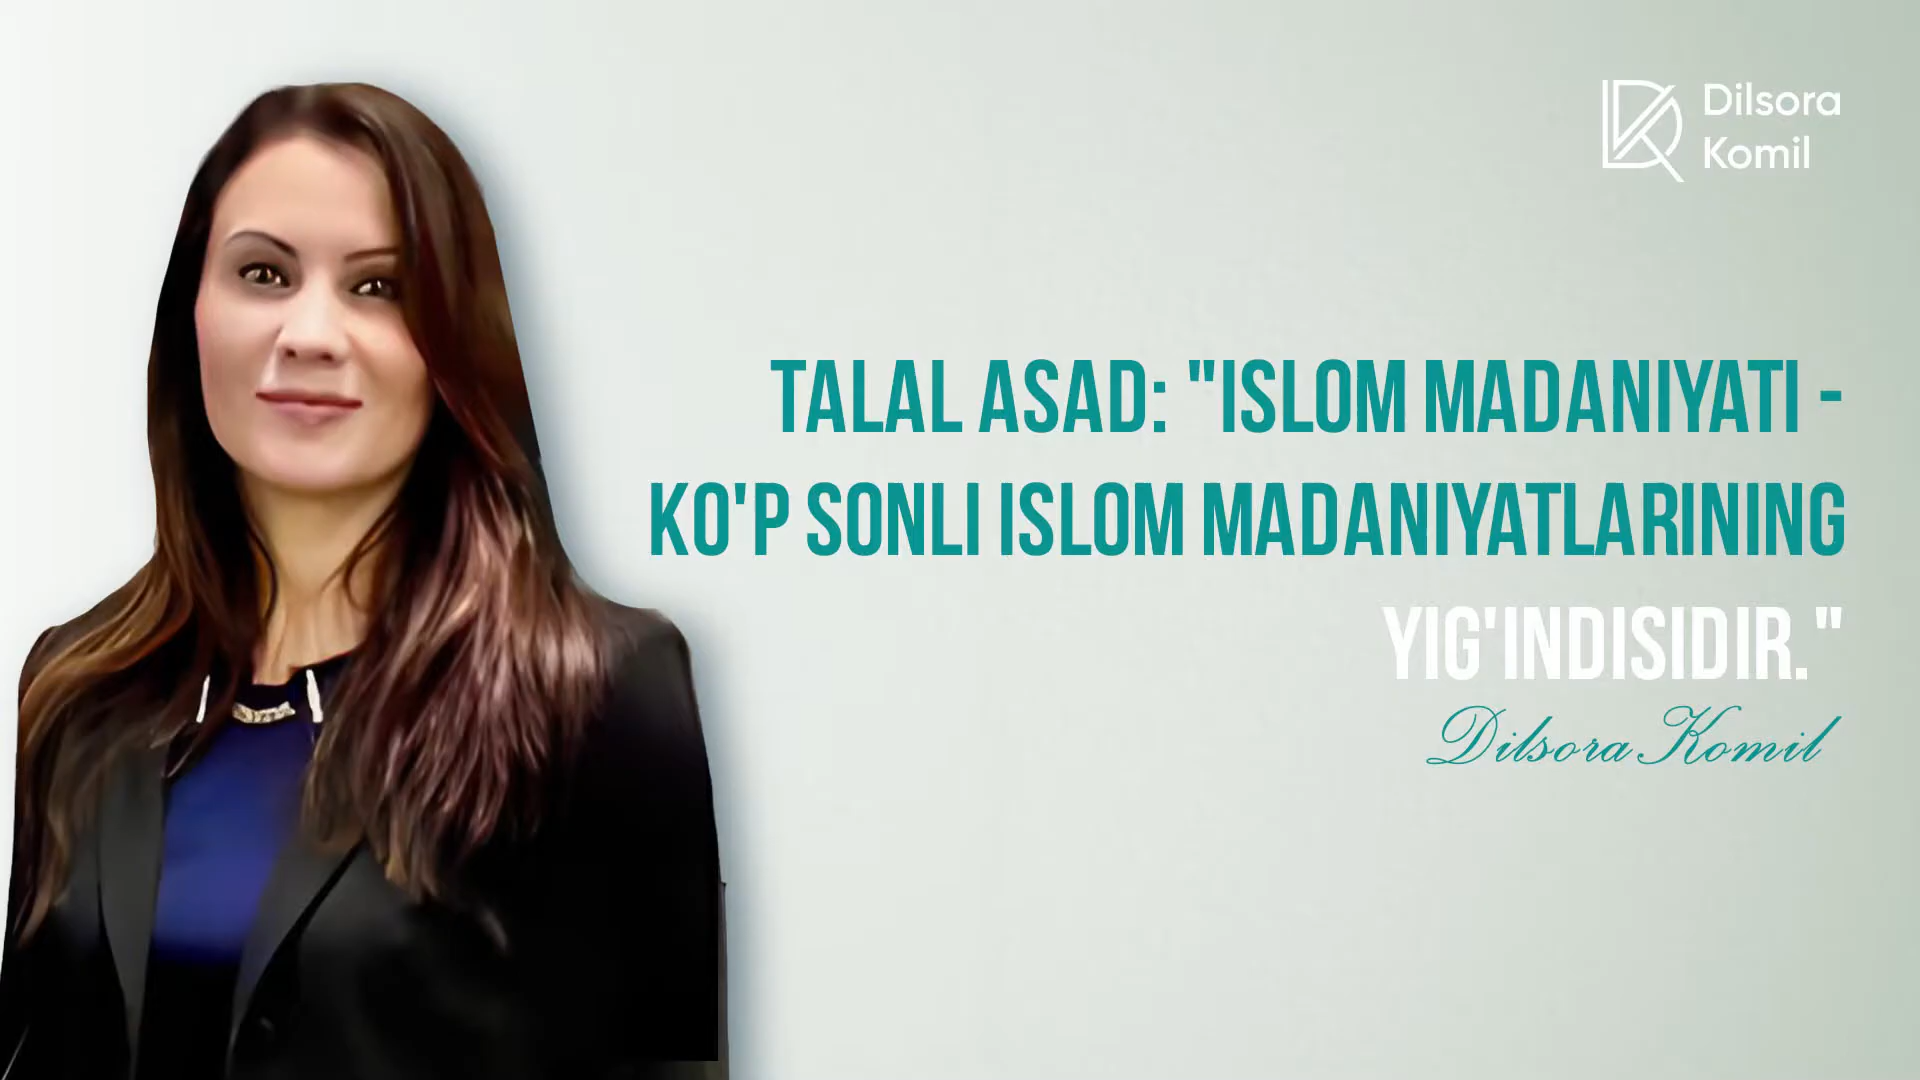 Dilsora
Komil
TALAL ASAD: "ISLOM MADANIYATI -
KO'P SONLI ISLOM MADANIYATLARINING
YIG'INDISIDIR."
Dilsora Komil